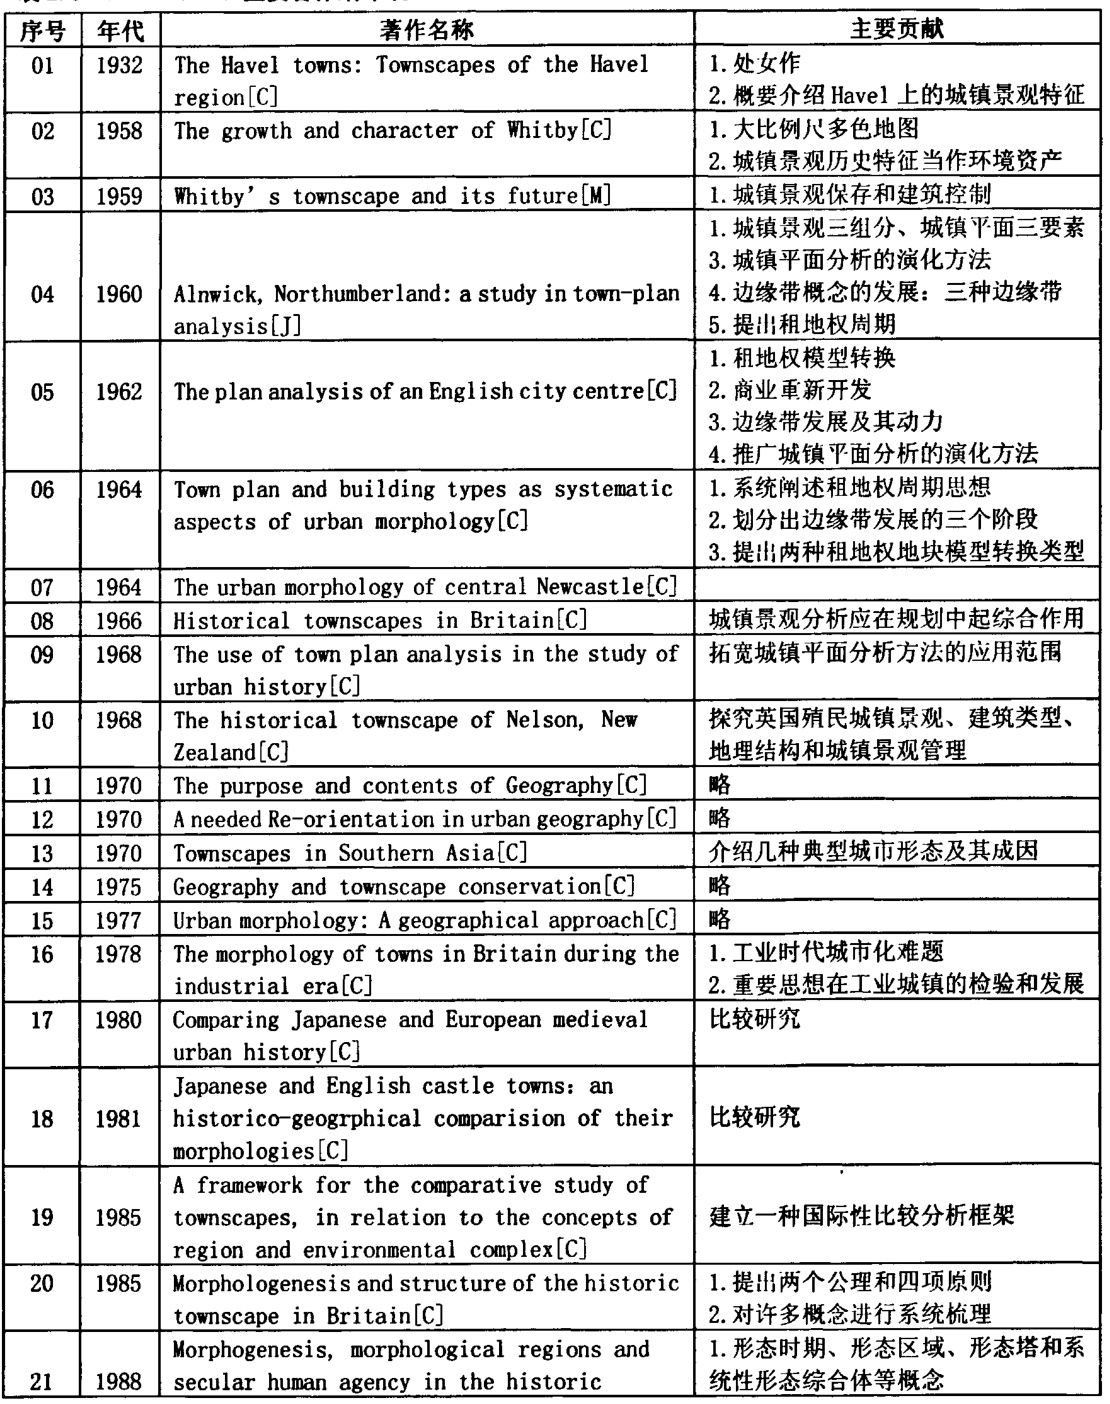 序号 年代 著作名称 主要贡献
01 1932 The Havel towns: Townscapes of the Havel 1.处女作
region[C] 2.概要介绍Havel上的城镇景观特征
02 1958 The growth and character of Whitby[C] 1.大比例尺多色地图
2.城镇景观历史特征当作环境资产
03 1959 Whitby's townscape and its future[M] 1.城镇景观保存和建筑控制
1.城镇景观三组分、城镇平面三要素
3.城镇平面分析的演化方法
04 1960 Alnwick, Northumberland: a study in town-plan 4.边缘带概念的发展：三种边缘带
analysis[J] 5.提出租地权周期
1.租地权模型转换
05 1962 The plan analysis of an English city centre[C] 2.商业重新开发
3.边缘带发展及其动力
4.推广城镇平面分析的演化方法
06 1964 Town plan and building types as systematic 1.系统阐述租地权周期思想
aspects of urban morphology[C] 2.划分出边缘带发展的三个阶段
3.提出两种租地权地块模型转换类型
07 1964 The urban morphology of central Newcastle[C]
08 1966 Historical townscapes in Britain[C] 城镇景观分析应在规划中起综合作用
09 1968 The use of town plan analysis in the study of 拓宽城镇平面分析方法的应用范围
urban history[C]
10 1968 The historical townscape of Nelson, New 探究英国殖民城镇景观、建筑类型、
Zealand[C] 地理结构和城镇景观管理
11 1970 The purpose and contents of Geography[C] 略
12 1970 A needed Re-orientation in urban geography[C] 略
13 1970 Townscapes in Southern Asia[C] 介绍几种典型城市形态及其成因
14 1975 Geography and townscape conservation[C] 略
15 1977 Urban morphology: A geographical approach[C] 略
16 1978 The morphology of towns in Britain during the 1.工业时代城市化难题
industrial era[C] 2.重要思想在工业城镇的检验和发展
17 1980 Comparing Japanese and European medieval 比较研究
urban history[C]
Japanese and English castle towns: an
18 1981 historico-geogrphical comparision of their 比较研究
morphologies[C]
A framework for the comparative study of
19 1985 townscapes, in relation to the concepts of 建立一种国际性比较分析框架
region and environmental complex[C]
20 1985 Morphologenesis and structure of the historic 1.提出两个公理和四项原则
townscape in Britain[C] 2.对许多概念进行系统梳理
Morphogenesis, morphological regions and 1.形态时期、形态区域、形态塔和系
21 1988 secular human agency in the historic 统性形态综合体等概念